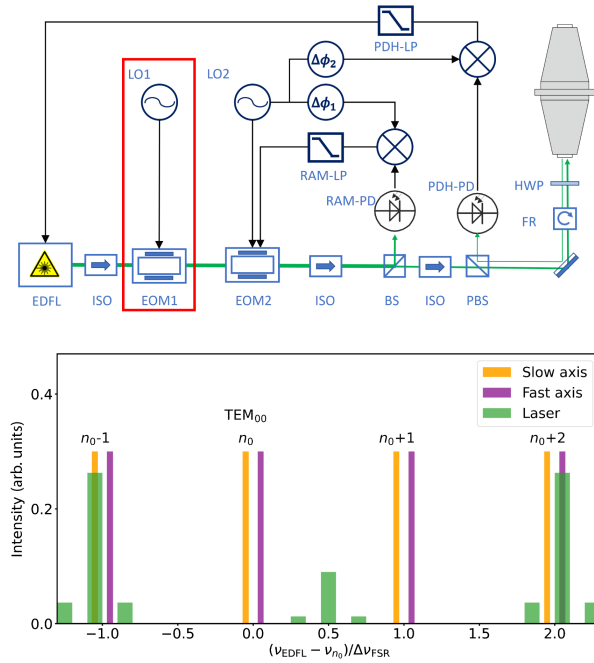 PDH-LP
LO1
LO2
Δϕ₂
Δϕ₁
RAM-LP
RAM-PD
PDH-PD
HWP
FR
EDFL
ISO
EOM1
EOM2
ISO
BS
ISO
PBS
Slow axis
Fast axis
Laser
TEM₀₀
n₀-1
n₀
n₀+1
n₀+2
Intensity (arb. units)
0.4
0.2
0.0
−1.0
−0.5
0.0
0.5
1.0
1.5
2.0
(ν_EDFL − ν_n₀)/Δν_FSR